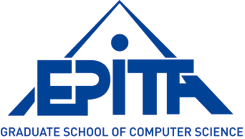 EPITA
GRADUATE SCHOOL OF COMPUTER SCIENCE